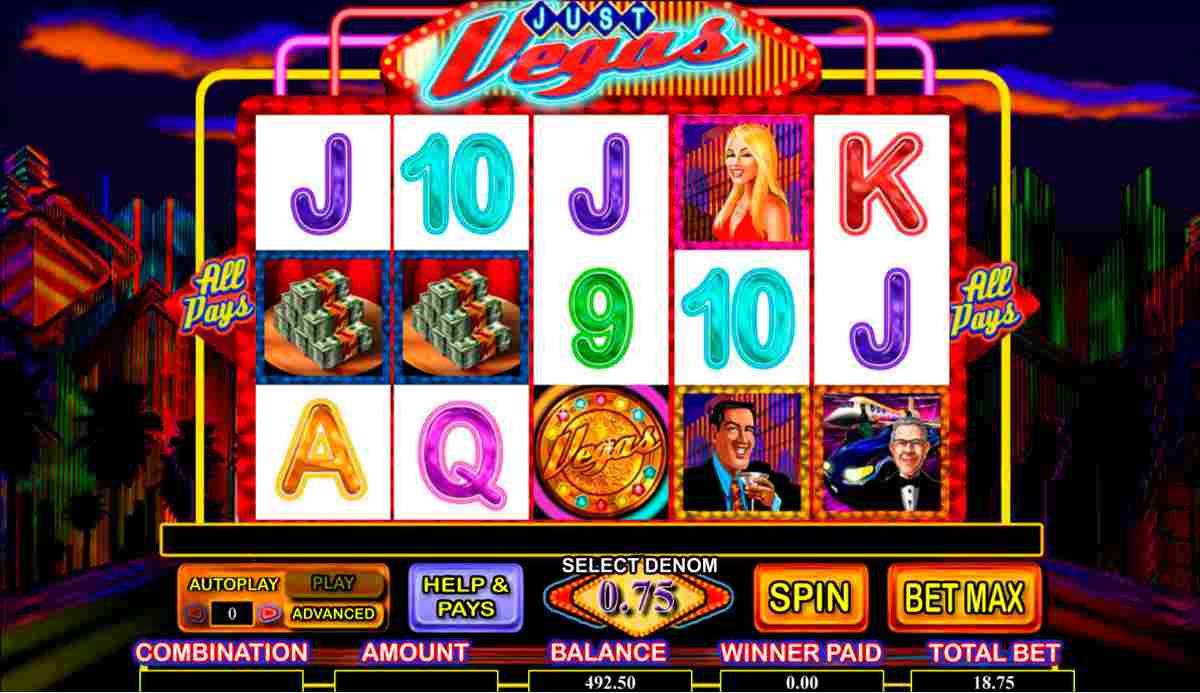 JUST
Vegas
J 10 J K
All
Pays
9 10 J
All
Pays
A Q Vegas
SELECT DENOM
AUTOPLAY PLAY
0 ADVANCED
HELP &
PAYS
0.75
SPIN
BET MAX
COMBINATION AMOUNT BALANCE WINNER PAID TOTAL BET
492.50 0.00 18.75